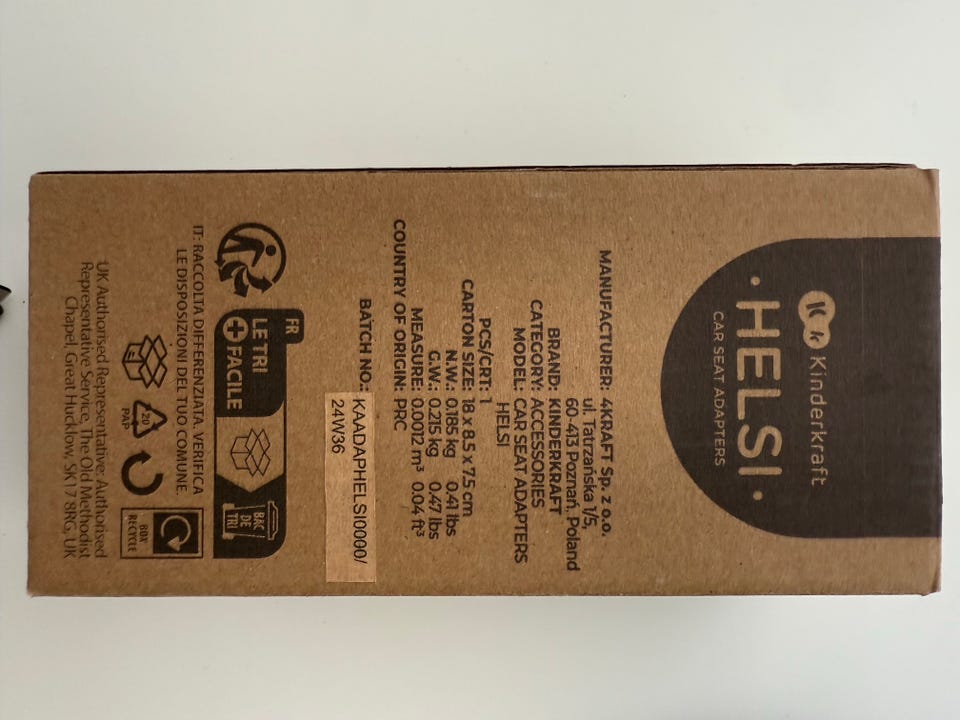 Kinderkraft
· HELSI ·
CAR SEAT ADAPTERS
MANUFACTURER: 4KRAFT Sp. z o.o.
ul. Tatrzańska 1/5,
60-413 Poznań, Poland
BRAND: KINDERKRAFT
CATEGORY: ACCESSORIES
MODEL: CAR SEAT ADAPTERS
HELSI
PCS/CRT: 1
CARTON SIZE: 18 x 8.5 x 7.5 cm
N.W.: 0.185 kg 0.41 lbs
G.W.: 0.215 kg 0.47 lbs
MEASURE: 0.0012 m³ 0.04 ft³
COUNTRY OF ORIGIN: PRC
BATCH NO.: KAADAPHELSI0000/
24W36
FR
LE TRI
+ FACILE
BAC
DE
TRI
IT: RACCOLTA DIFFERENZIATA. VERIFICA
LE DISPOSIZIONI DEL TUO COMUNE.
20
PAP
BOX
RECYCLE
UK Authorised Representative: Authorised
Representative Service, The Old Methodist
Chapel, Great Hucklow, SK17 8RG, UK